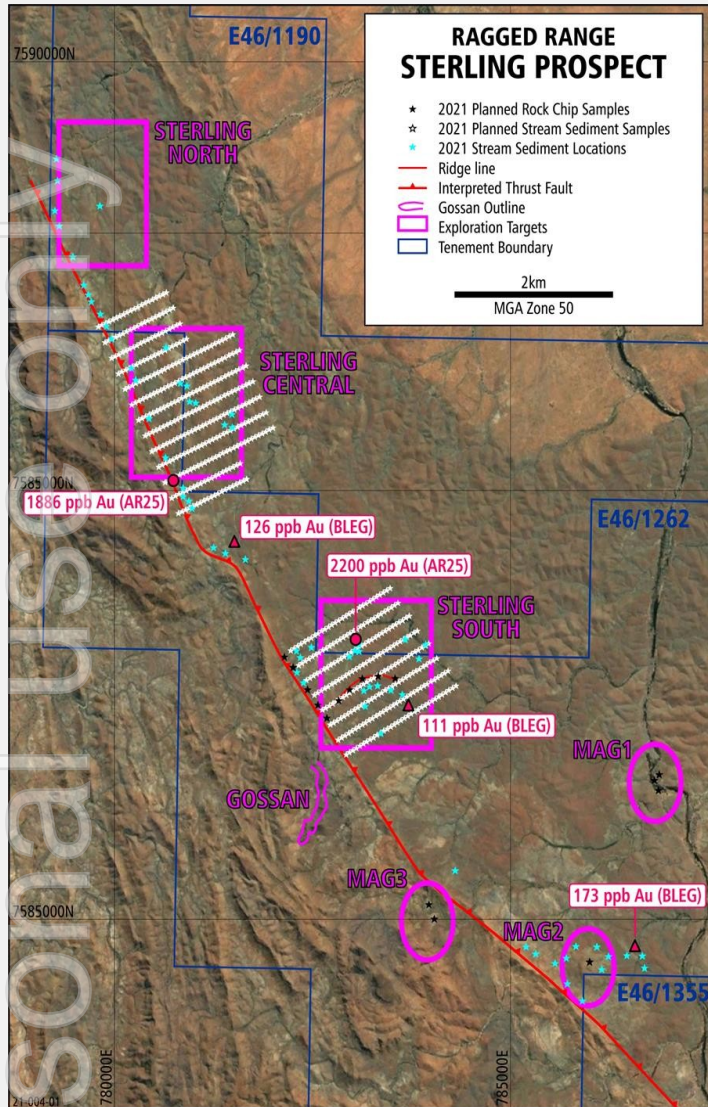 RAGGED RANGE
STERLING PROSPECT
2021 Planned Rock Chip Samples
2021 Planned Stream Sediment Samples
2021 Stream Sediment Locations
Ridge line
Interpreted Thrust Fault
Gossan Outline
Exploration Targets
Tenement Boundary
2km
MGA Zone 50
E46/1190
7590000N
STERLING
NORTH
STERLING
CENTRAL
7585000N
1886 ppb Au (AR25)
126 ppb Au (BLEG)
E46/1262
2200 ppb Au (AR25)
STERLING
SOUTH
111 ppb Au (BLEG)
MAG1
GOSSAN
MAG3
173 ppb Au (BLEG)
7585000N
MAG2
E46/1355
780000E
785000E
21-004-01
sonal use only